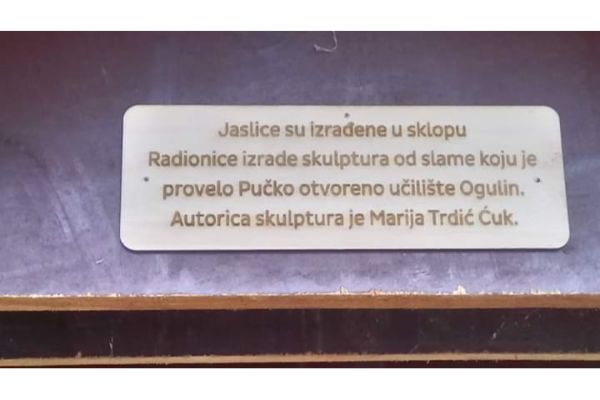 Jaslice su izrađene u sklopu
Radionice izrade skulptura od slame koju je
provelo Pučko otvoreno učilište Ogulin.
Autorica skulptura je Marija Trdić Ćuk.